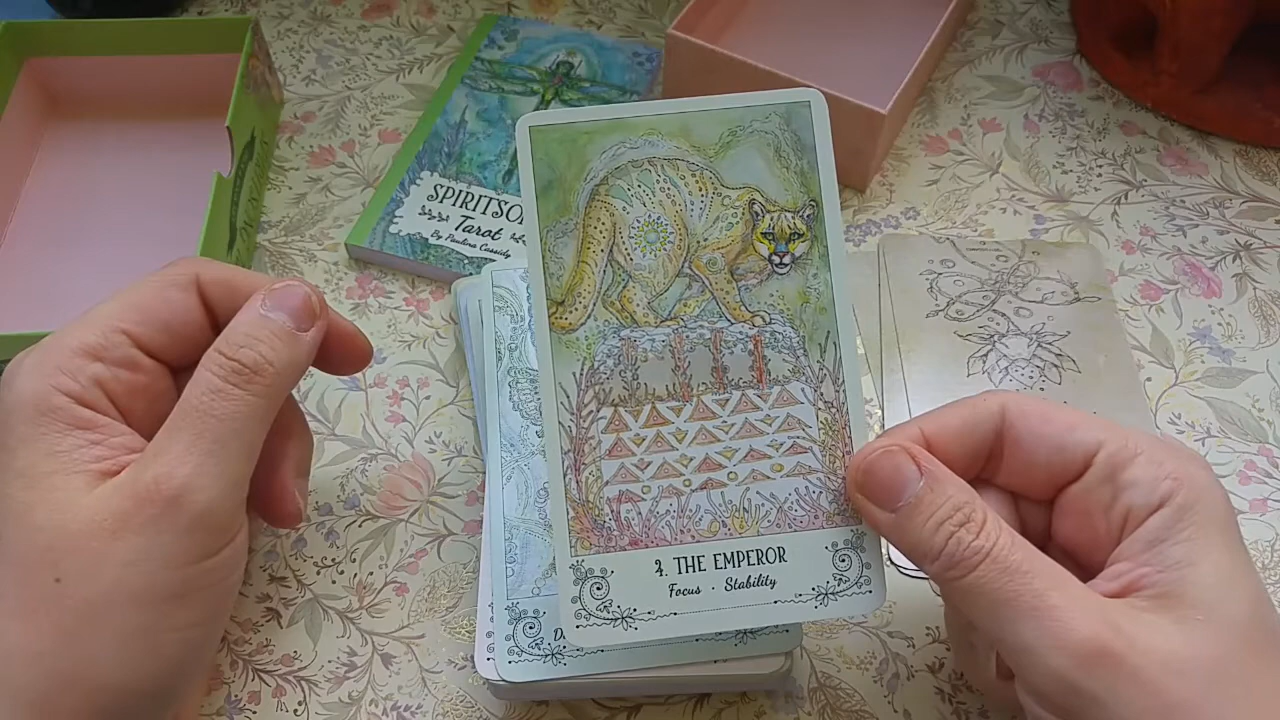 SPIRITSO
Tarot
By Paulina Cassidy
4. THE EMPEROR
Focus · Stability